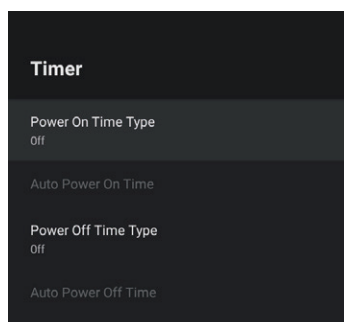 Timer
Power On Time Type
Off
Auto Power On Time
Power Off Time Type
Off
Auto Power Off Time